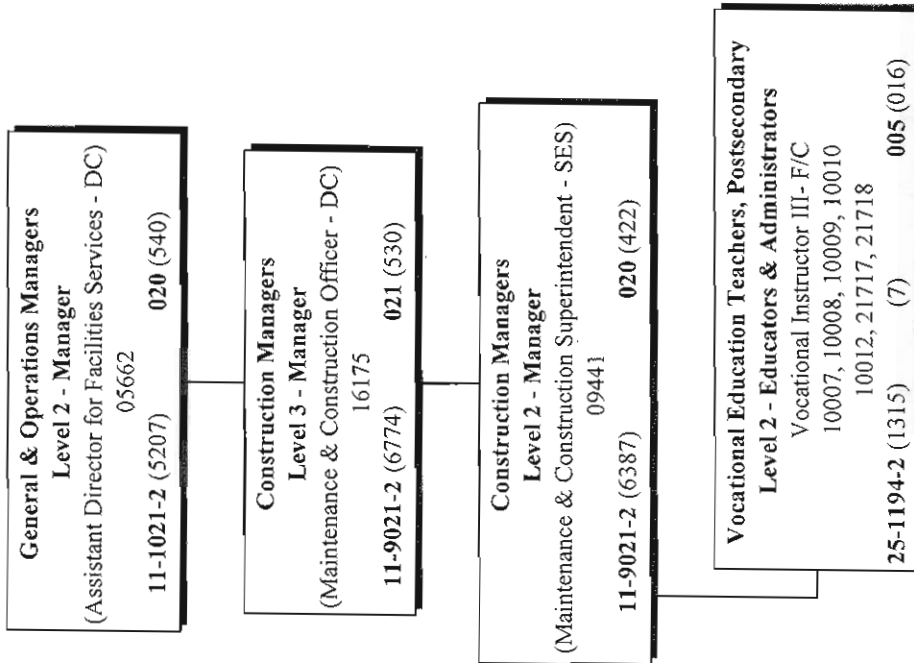 General & Operations Managers
Level 2 - Manager
(Assistant Director for Facilities Services - DC)
05662
11-1021-2 (5207) 020 (540)
Construction Managers
Level 3 - Manager
(Maintenance & Construction Officer - DC)
16175
11-9021-2 (6774) 021 (530)
Construction Managers
Level 2 - Manager
(Maintenance & Construction Superintendent - SES)
09441
11-9021-2 (6387) 020 (422)
Vocational Education Teachers, Postsecondary
Level 2 - Educators & Administrators
Vocational Instructor III- F/C
10007, 10008, 10009, 10010
10012, 21717, 21718
25-1194-2 (1315) (7) 005 (016)